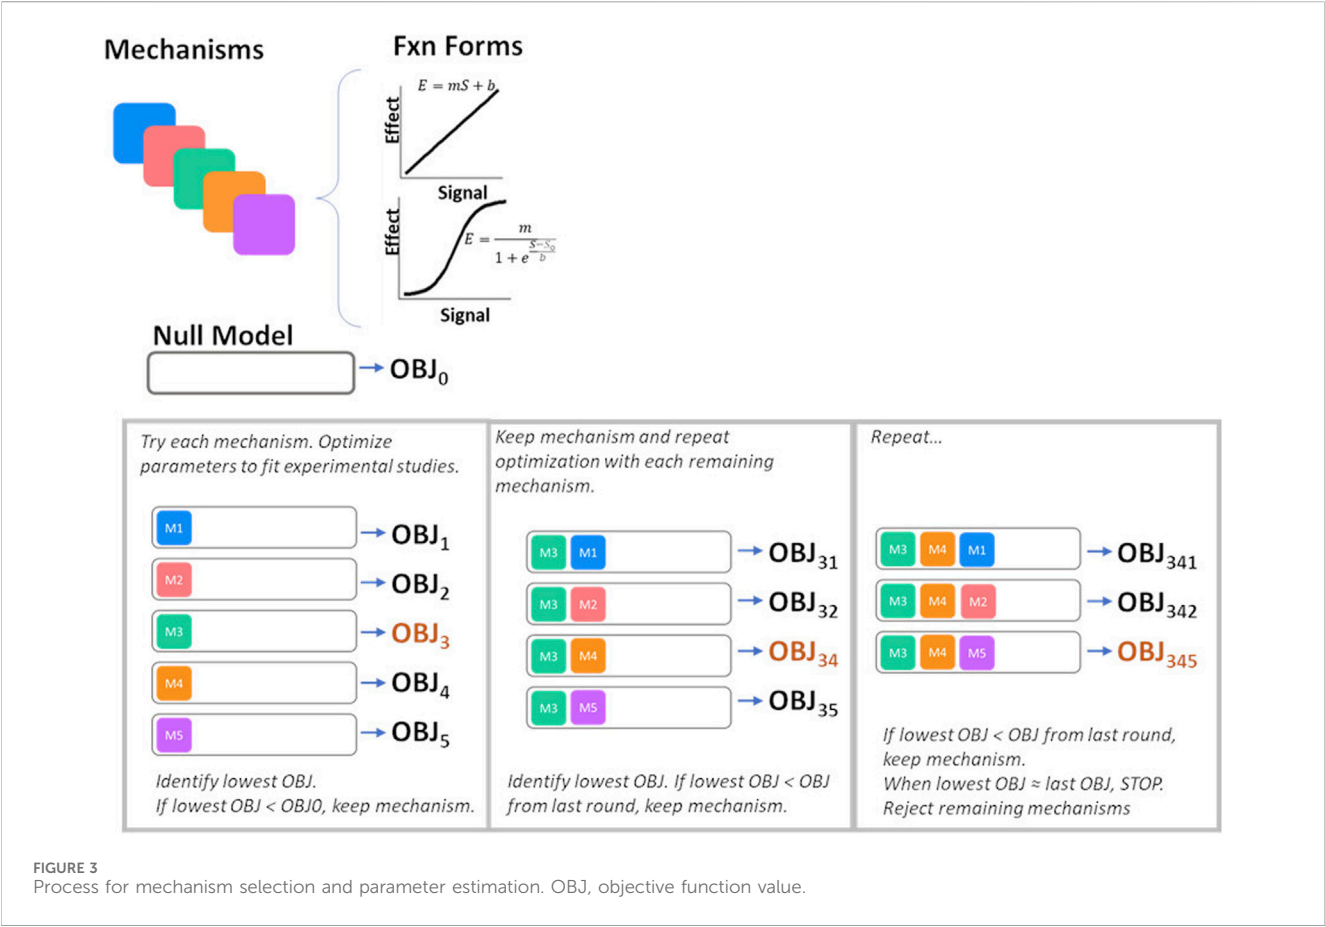 Mechanisms
Fxn Forms
E = mS + b
Effect
Signal
Effect
E = m / 1 + e^(S−S₀ / b)
Signal
Null Model
OBJ₀
Try each mechanism. Optimize
parameters to fit experimental studies.
M1
OBJ₁
M2
OBJ₂
M3
OBJ₃
M4
OBJ₄
M5
OBJ₅
Identify lowest OBJ.
If lowest OBJ < OBJ0, keep mechanism.
Keep mechanism and repeat
optimization with each remaining
mechanism.
M3 M1
OBJ₃₁
M3 M2
OBJ₃₂
M3 M4
OBJ₃₄
M3 M5
OBJ₃₅
Identify lowest OBJ. If lowest OBJ < OBJ
from last round, keep mechanism.
Repeat...
M3 M4 M1
OBJ₃₄₁
M3 M4 M2
OBJ₃₄₂
M3 M4 M5
OBJ₃₄₅
If lowest OBJ < OBJ from last round,
keep mechanism.
When lowest OBJ ≈ last OBJ, STOP.
Reject remaining mechanisms
FIGURE 3
Process for mechanism selection and parameter estimation. OBJ, objective function value.